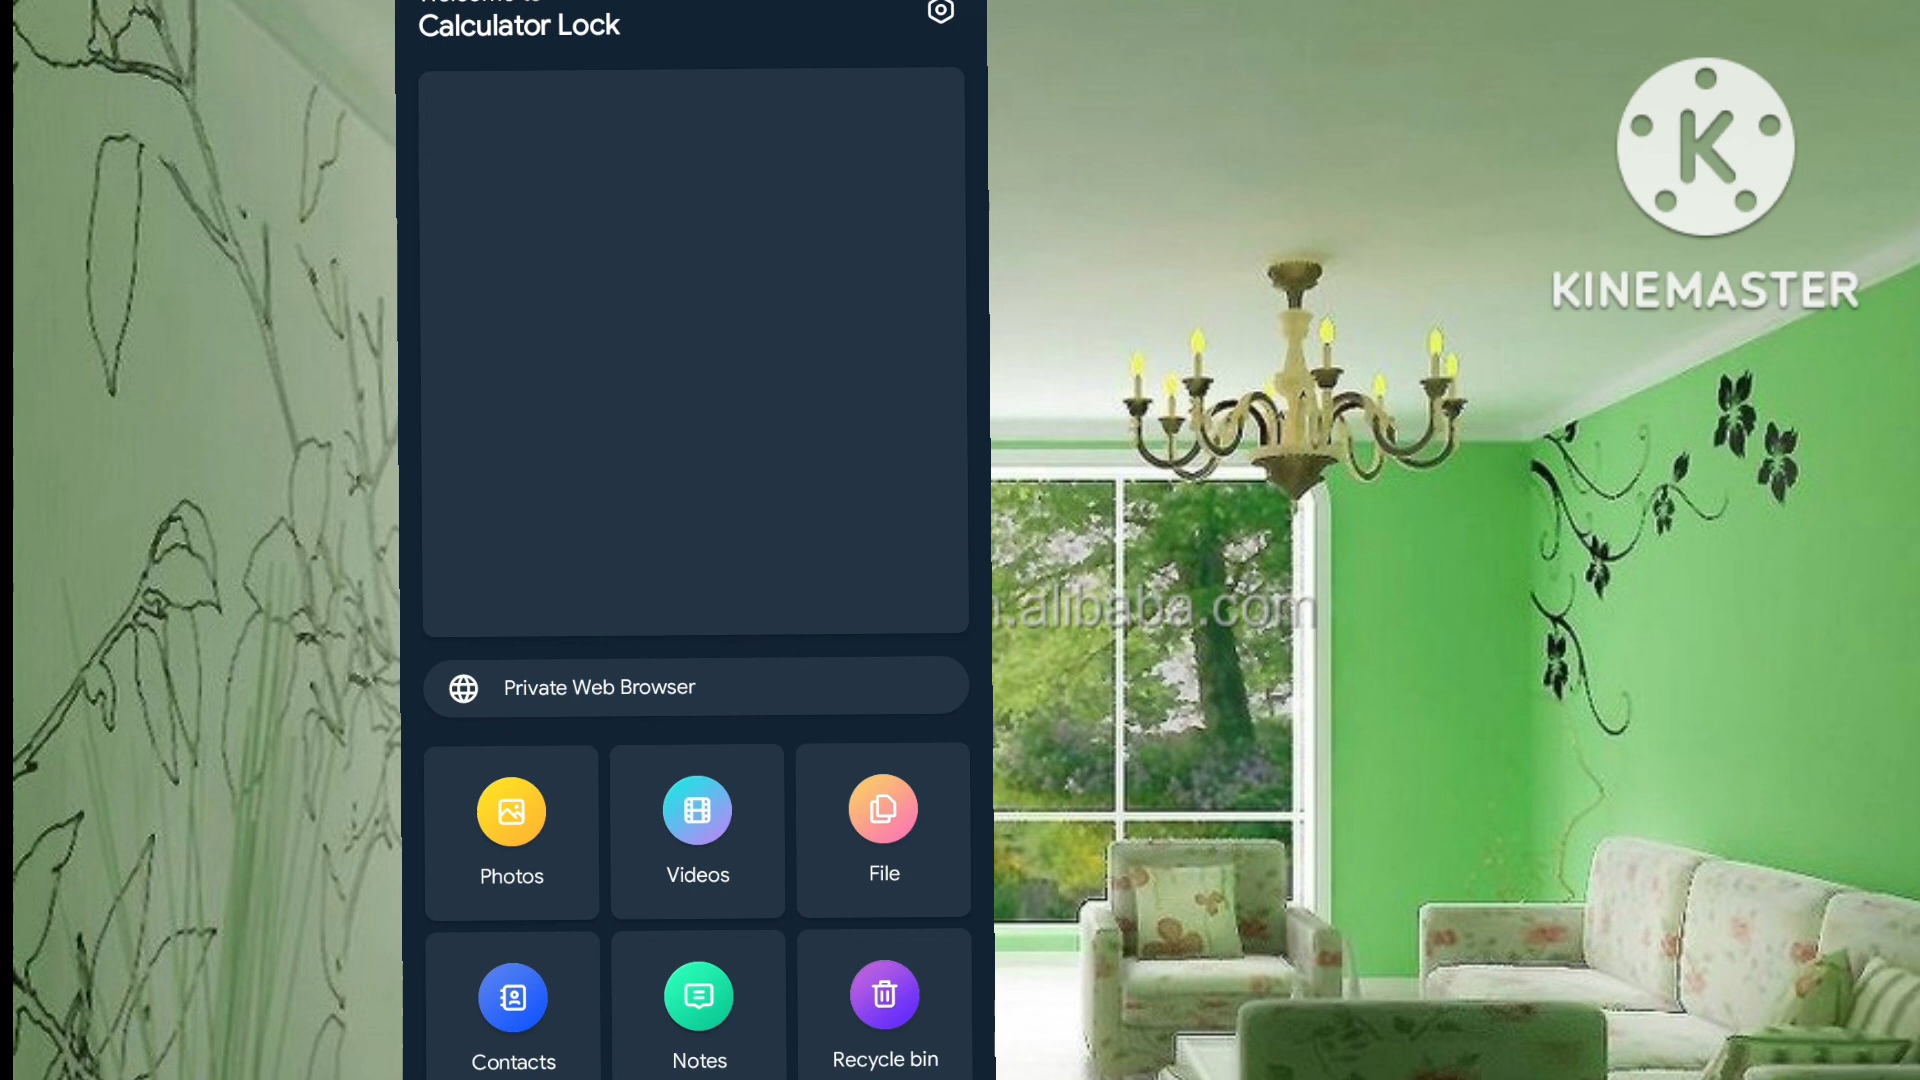 Calculator Lock
KINEMASTER
.alibaba.com
Private Web Browser
Photos
Videos
File
Contacts
Notes
Recycle bin